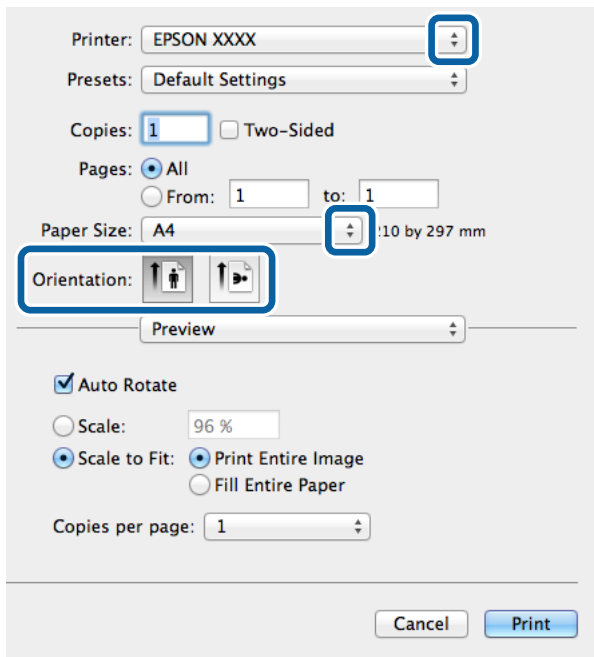 Printer: EPSON XXXX
Presets: Default Settings
Copies: 1 Two-Sided
Pages: All
From: 1 to: 1
Paper Size: A4 210 by 297 mm
Orientation:
Preview
Auto Rotate
Scale: 96 %
Scale to Fit: Print Entire Image
Fill Entire Paper
Copies per page: 1
Cancel Print